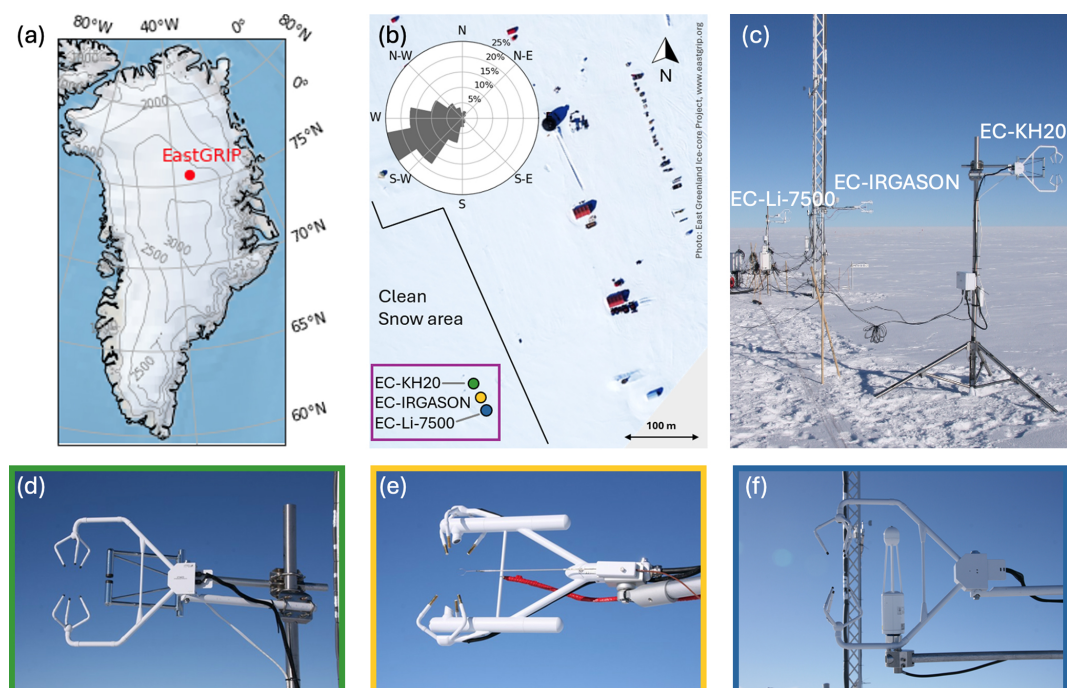 (a)
80°W
40°W
0°
80°N
0°
75°N
70°N
65°N
60°N
2000
EastGRIP
3000
2500
2500
(b)
N
25%
20%
15%
10%
5%
N-W
N-E
W
S-W
S-E
S
N
Photo: East Greenland Ice-core Project, www.eastgrip.org
Clean
Snow area
EC-KH20
EC-IRGASON
EC-Li-7500
100 m
(c)
EC-KH20
EC-IRGASON
EC-Li-7500
(d)
(e)
(f)